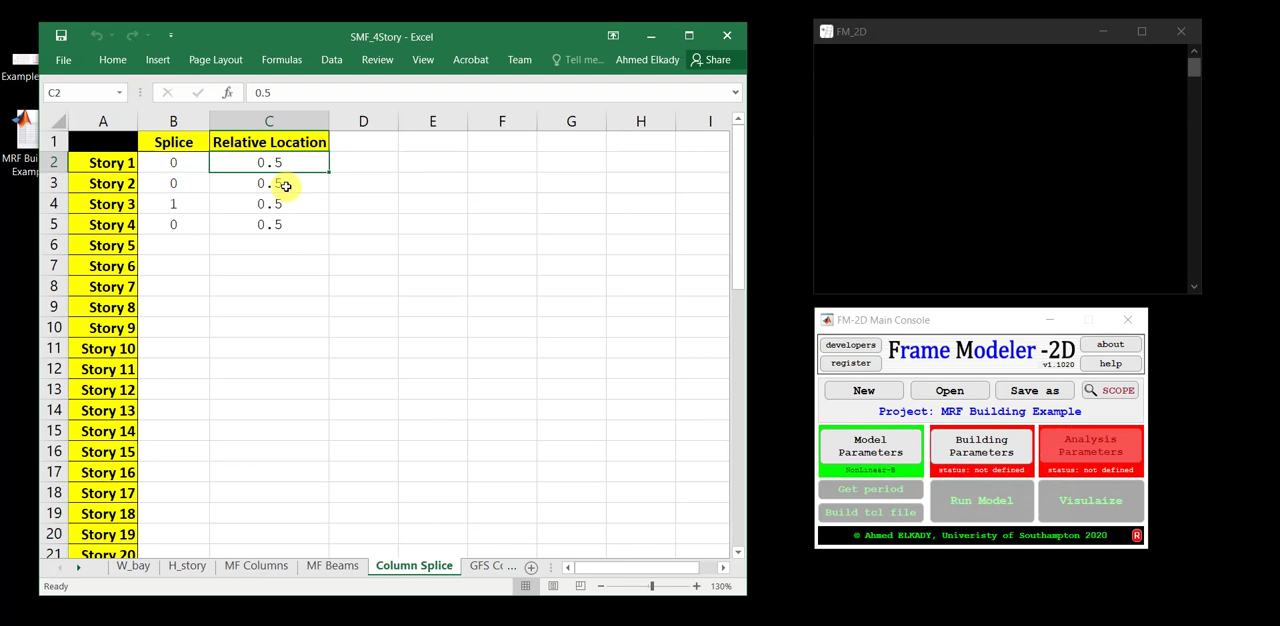 Example
MRF Bui
Exam
SMF_4Story - Excel
File Home Insert Page Layout Formulas Data Review View Acrobat Team Tell me... Ahmed Elkady Share
C2 fx 0.5
A B C D E F G H I
1 Splice Relative Location
2 Story 1 0 0.5
3 Story 2 0 0.5
4 Story 3 1 0.5
5 Story 4 0 0.5
6 Story 5
7 Story 6
8 Story 7
9 Story 8
10 Story 9
11 Story 10
12 Story 11
13 Story 12
14 Story 13
15 Story 14
16 Story 15
17 Story 16
18 Story 17
19 Story 18
20 Story 19
21 Story 20
W_bay H_story MF Columns MF Beams Column Splice GFS Co ...
Ready 130%
FM_2D
FM-2D Main Console
developers Frame Modeler -2D about
register v1.1020 help
New Open Save as SCOPE
Project: MRF Building Example
Model Parameters Building Parameters Analysis Parameters
NonLinear-B status: not defined status: not defined
Get period Run Model Visulaize
Build tcl file
© Ahmed ELKADY, Univeristy of Southampton 2020 R